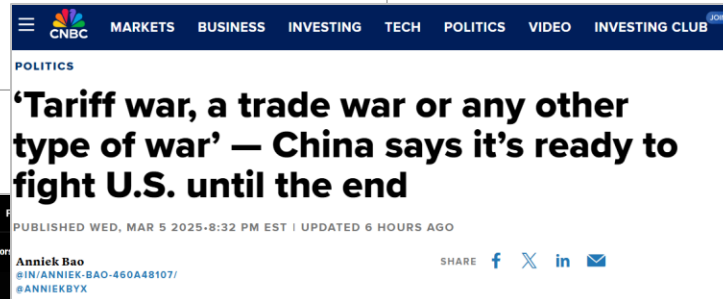 CNBC MARKETS BUSINESS INVESTING TECH POLITICS VIDEO INVESTING CLUB
POLITICS
‘Tariff war, a trade war or any other
type of war’ — China says it’s ready to
fight U.S. until the end
PUBLISHED WED, MAR 5 2025•8:32 PM EST | UPDATED 6 HOURS AGO
Anniek Bao
@IN/ANNIEK-BAO-460A48107/
@ANNIEKBYX
SHARE